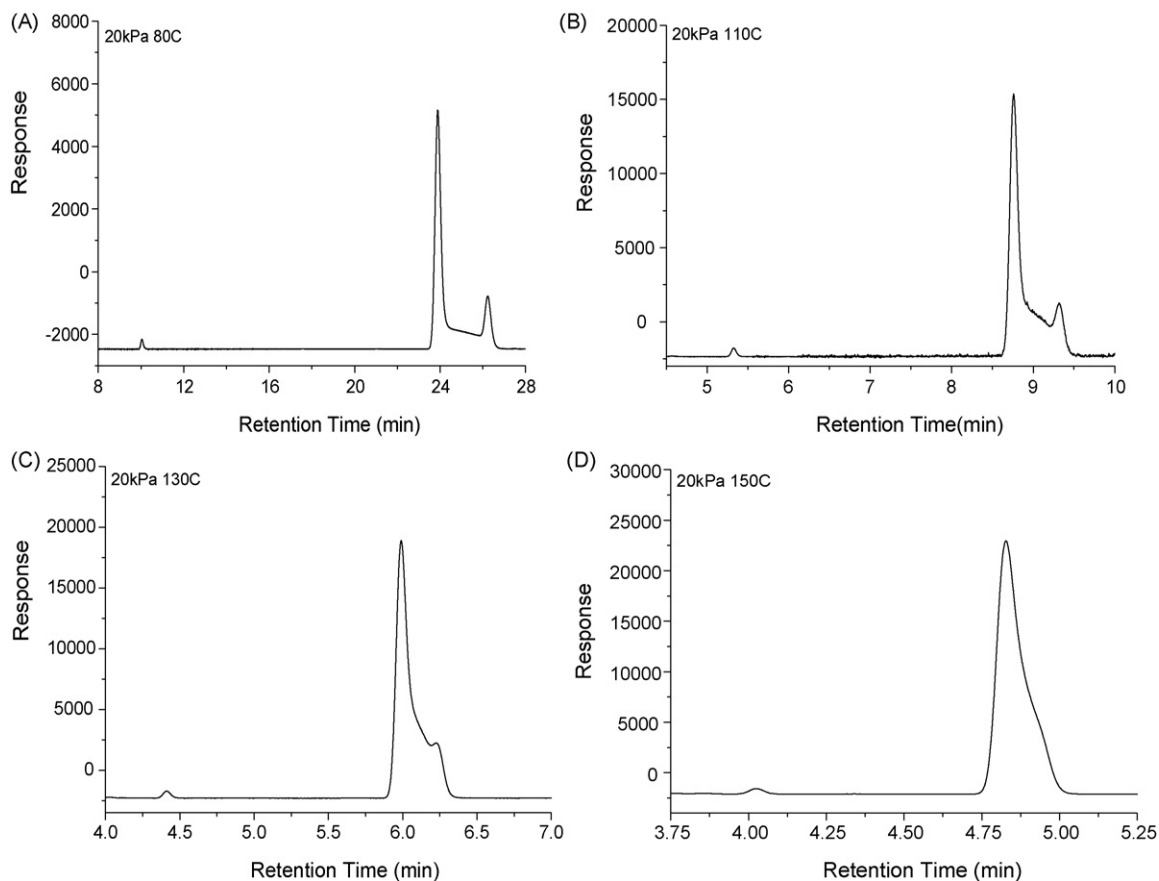 (A)
20kPa 80C
8000
6000
4000
2000
0
-2000
Response
8 12 16 20 24 28
Retention Time (min)
(B)
20kPa 110C
20000
15000
10000
5000
0
Response
5 6 7 8 9 10
Retention Time(min)
(C)
20kPa 130C
25000
20000
15000
10000
5000
0
Response
4.0 4.5 5.0 5.5 6.0 6.5 7.0
Retention Time (min)
(D)
20kPa 150C
30000
25000
20000
15000
10000
5000
0
Response
3.75 4.00 4.25 4.50 4.75 5.00 5.25
Retention Time (min)